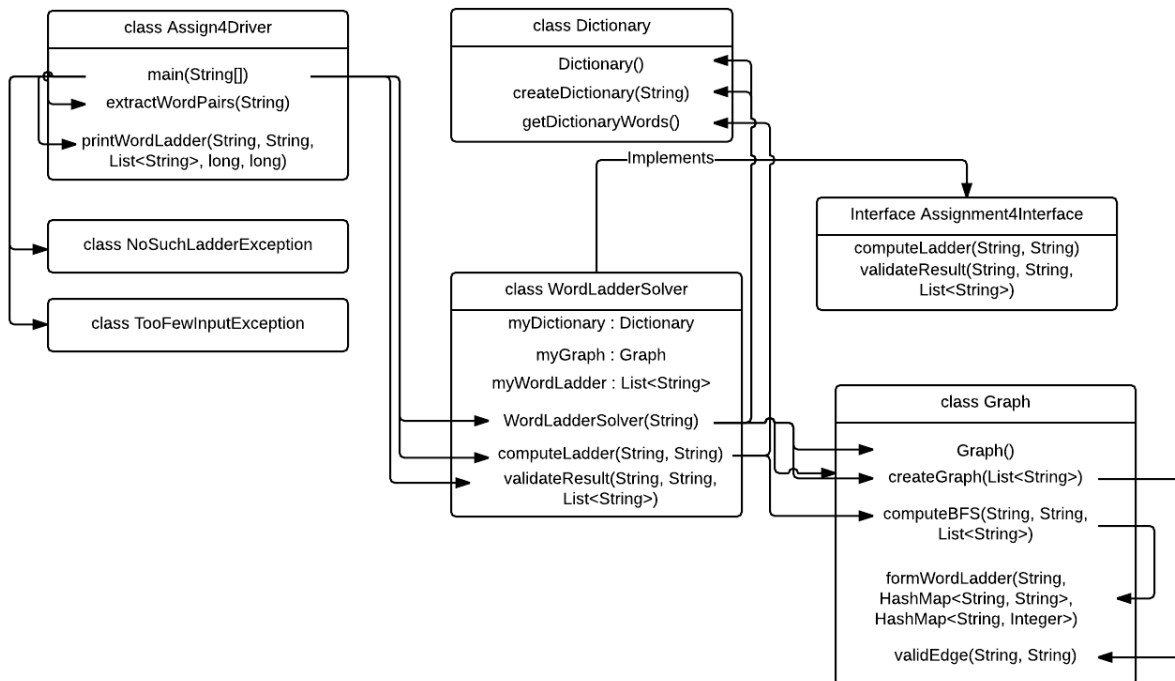 class Assign4Driver
main(String[])
extractWordPairs(String)
printWordLadder(String, String,
List<String>, long, long)
class NoSuchLadderException
class TooFewInputException
class Dictionary
Dictionary()
createDictionary(String)
getDictionaryWords()
Implements
Interface Assignment4Interface
computeLadder(String, String)
validateResult(String, String,
List<String>)
class WordLadderSolver
myDictionary : Dictionary
myGraph : Graph
myWordLadder : List<String>
WordLadderSolver(String)
computeLadder(String, String)
validateResult(String, String,
List<String>)
class Graph
Graph()
createGraph(List<String>)
computeBFS(String, String,
List<String>)
formWordLadder(String,
HashMap<String, String>,
HashMap<String, Integer>)
validEdge(String, String)